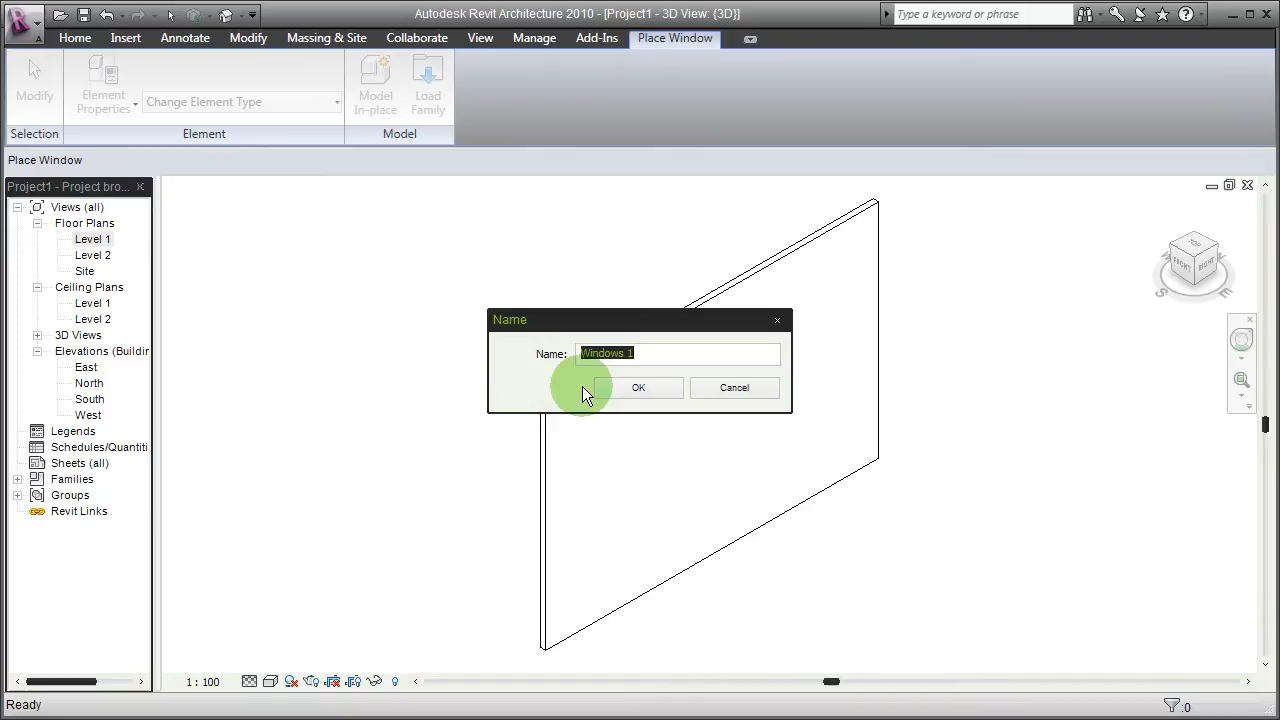 Autodesk Revit Architecture 2010 - [Project1 - 3D View: {3D}]
Type a keyword or phrase
Home Insert Annotate Modify Massing & Site Collaborate View Manage Add-Ins Place Window
Modify
Element
Properties
Change Element Type
Model
In-place
Load
Family
Selection
Element
Model
Place Window
Project1 - Project bro...
Views (all)
Floor Plans
Level 1
Level 2
Site
Ceiling Plans
Level 1
Level 2
3D Views
Elevations (Buildin
East
North
South
West
Legends
Schedules/Quantiti
Sheets (all)
Families
Groups
Revit Links
TOP
FRONT
RIGHT
S
E
Name
Name:
Windows 1
OK
Cancel
1 : 100
Ready
:0